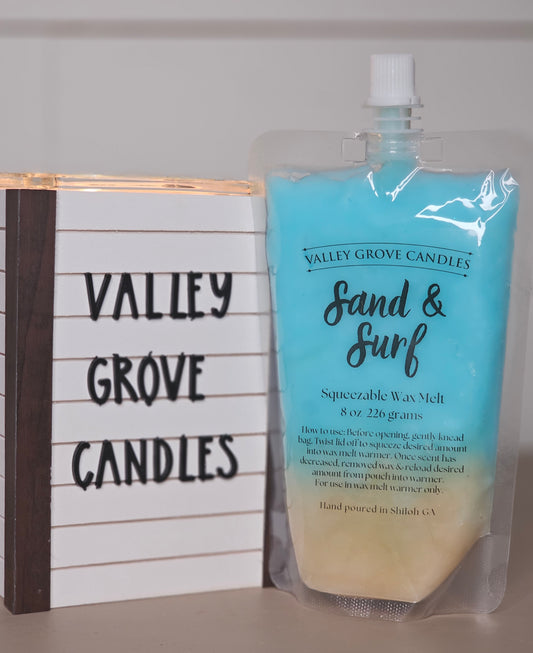 VALLEY
GROVE
CANDLES
VALLEY GROVE CANDLES
Sand &
Surf
Squeezable Wax Melt
8 oz 226 grams
How to use: Before opening, gently knead
bag. Twist lid off to squeeze desired amount
into wax melt warmer. Once scent has
decreased, removed wax & reload desired
amount from pouch into warmer.
For use in wax melt warmer only.
Hand poured in Shiloh GA